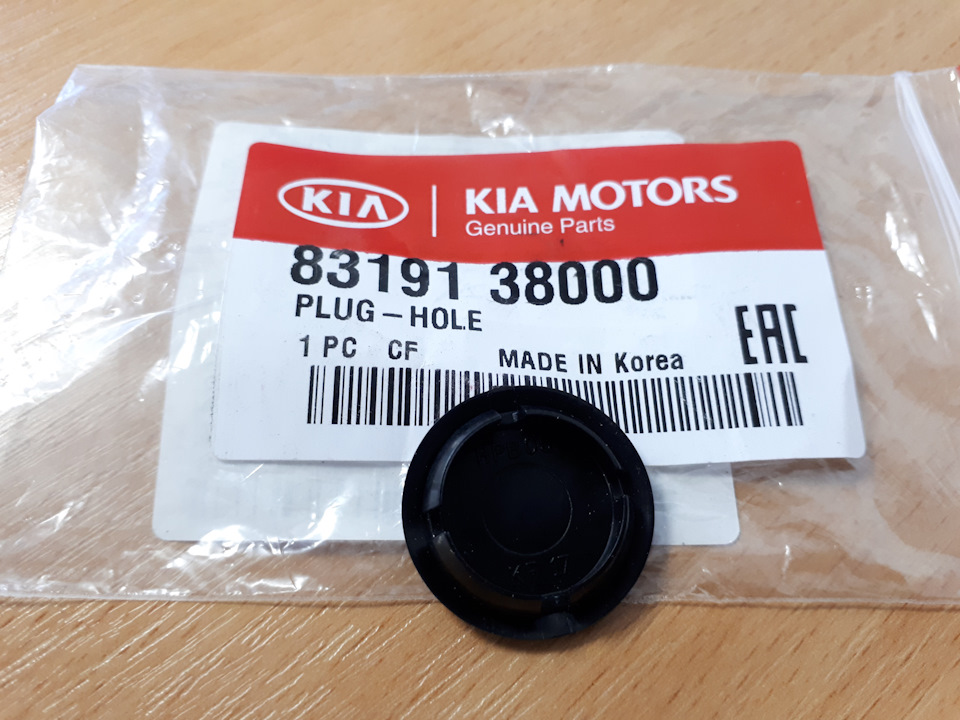 KIA
KIA MOTORS
Genuine Parts
83191 38000
PLUG – HOLE
1 PC CF MADE IN Korea
EAC